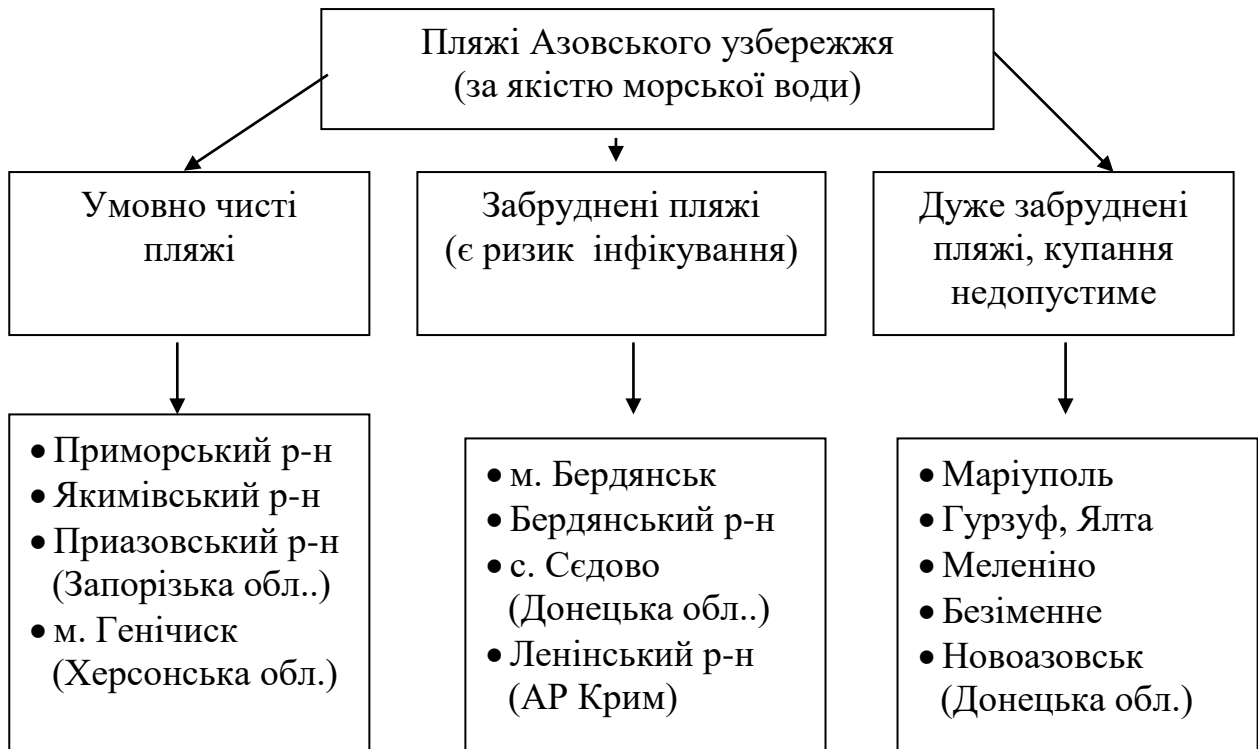 Пляжі Азовського узбережжя
(за якістю морської води)
Умовно чисті
пляжі
Забруднені пляжі
(є ризик інфікування)
Дуже забруднені
пляжі, купання
недопустиме
• Приморський р-н
• Якимівський р-н
• Приазовський р-н
(Запорізька обл..)
• м. Генічиск
(Херсонська обл.)
• м. Бердянськ
• Бердянський р-н
• с. Сєдово
(Донецька обл..)
• Ленінський р-н
(АР Крим)
• Маріуполь
• Гурзуф, Ялта
• Меленіно
• Безіменне
• Новоазовськ
(Донецька обл.)